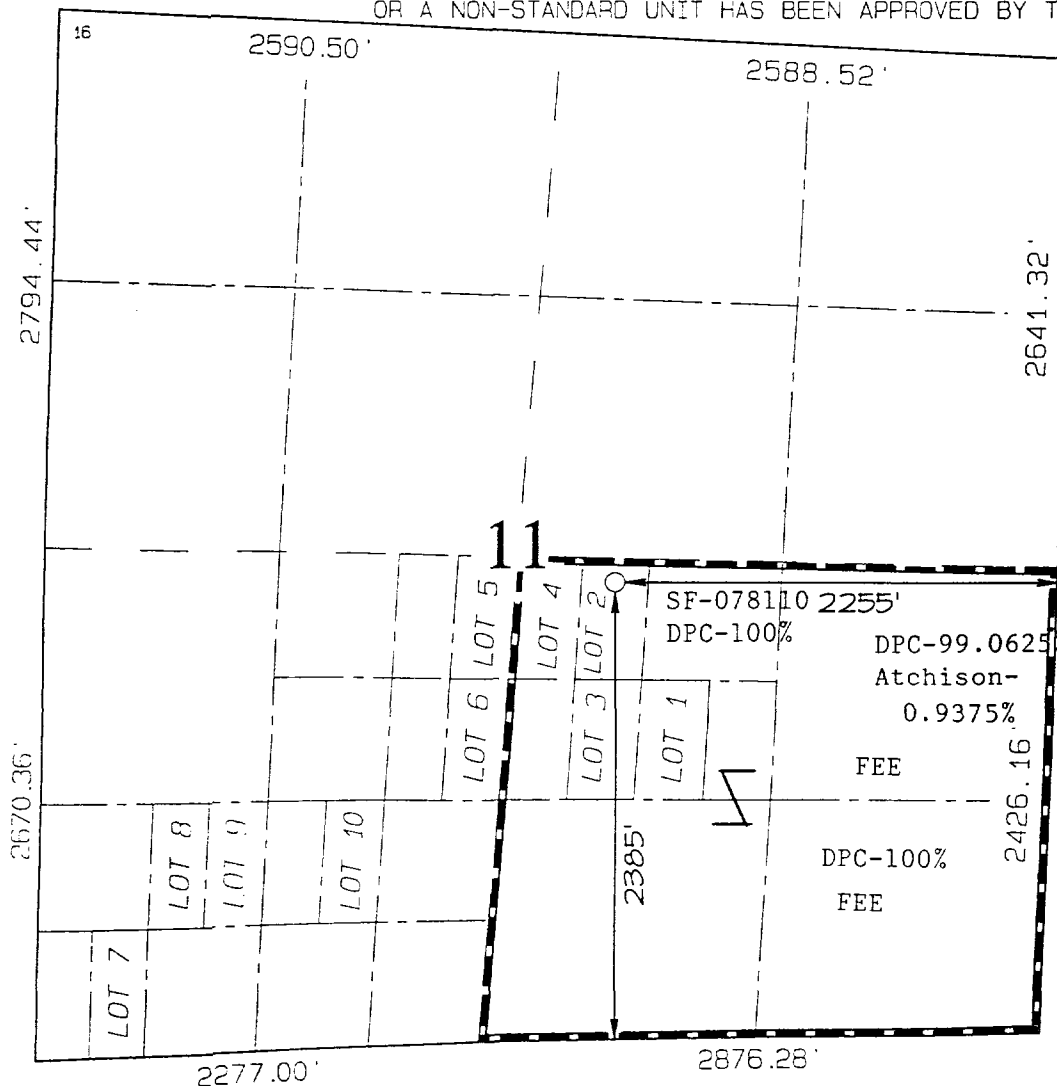 OR A NON-STANDARD UNIT HAS BEEN APPROVED BY T
16
2590.50'
2588.52'
2794.44'
2641.32'
11
LOT 5
LOT 4
LOT 2
SF-078110 2255'
DPC-100%
DPC-99.0625
Atchison-
0.9375%
LOT 6
LOT 3
LOT 1
FEE
2670.36'
2426.16'
LOT 8
LOT 9
LOT 10
2385'
DPC-100%
FEE
LOT 7
2277.00'
2876.28'